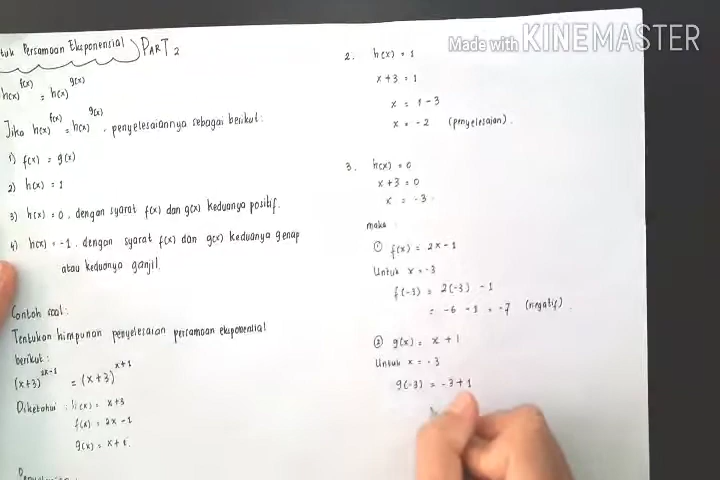 tuk Persamaan Eksponensial PART 2
h(x)^f(x) = h(x)^g(x)
Jika h(x)^f(x) = h(x)^g(x), penyelesaiannya sebagai berikut:
1) f(x) = g(x)
2) h(x) = 1
3) h(x) = 0, dengan syarat f(x) dan g(x) keduanya positif.
4) h(x) = -1, dengan syarat f(x) dan g(x) keduanya genap
atau keduanya ganjil.
Contoh soal:
Tentukan himpunan penyelesaian persamaan eksponensial
berikut:
(x+3)^2x-1 = (x+3)^x+1
Diketahui : h(x) = x+3
f(x) = 2x-1
g(x) = x+1.
2. h(x) = 1
x+3 = 1
x = 1-3
x = -2 (penyelesaian).
3. h(x) = 0
x+3 = 0
x = -3.
maka :
① f(x) = 2x-1
Untuk x = -3
f(-3) = 2(-3) - 1
= -6 - 1 = -7 (negatif).
② g(x) = x + 1
Untuk x = -3
g(-3) = -3+1
Made with KINEMASTER